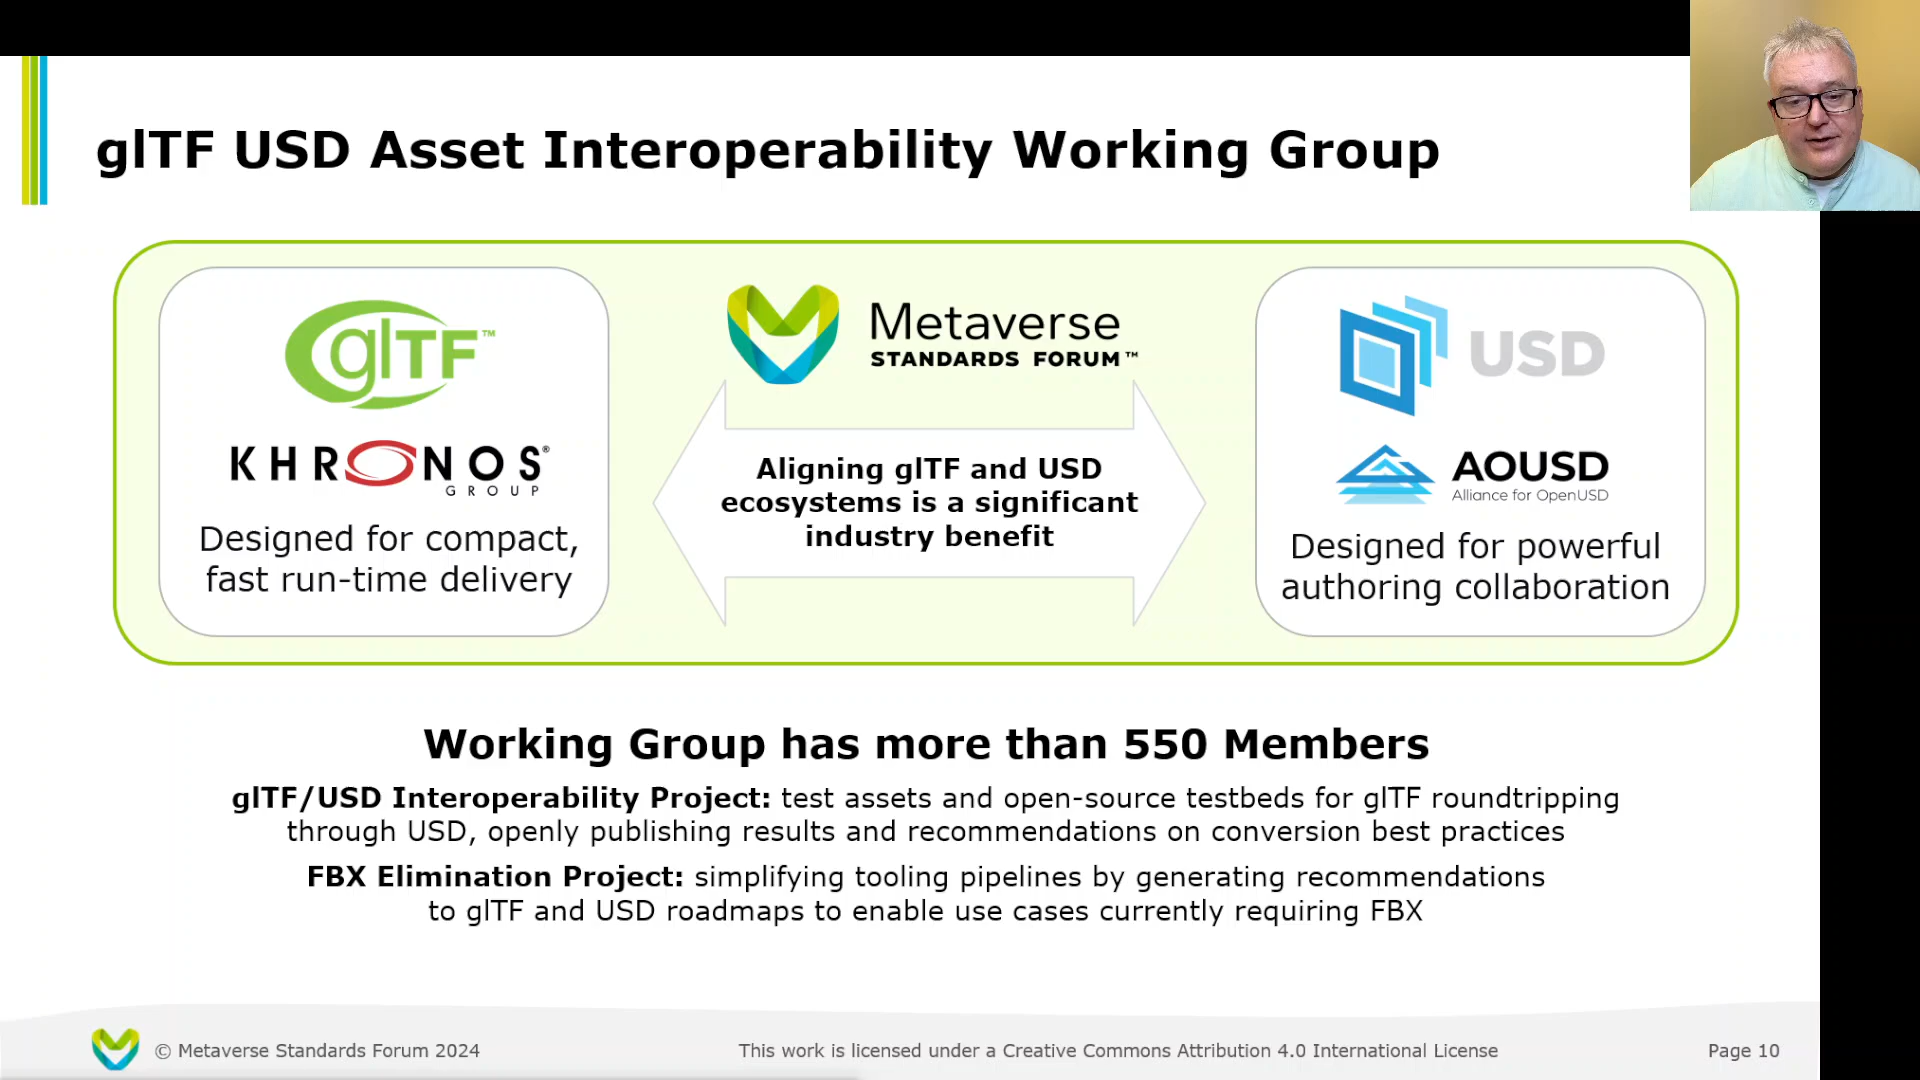 glTF USD Asset Interoperability Working Group
glTF™
KHRONOS®
GROUP
Designed for compact,
fast run-time delivery
Metaverse
STANDARDS FORUM™
Aligning glTF and USD
ecosystems is a significant
industry benefit
USD
AOUSD
Alliance for OpenUSD
Designed for powerful
authoring collaboration
Working Group has more than 550 Members
glTF/USD Interoperability Project: test assets and open-source testbeds for glTF roundtripping
through USD, openly publishing results and recommendations on conversion best practices
FBX Elimination Project: simplifying tooling pipelines by generating recommendations
to glTF and USD roadmaps to enable use cases currently requiring FBX
© Metaverse Standards Forum 2024
This work is licensed under a Creative Commons Attribution 4.0 International License
Page 10